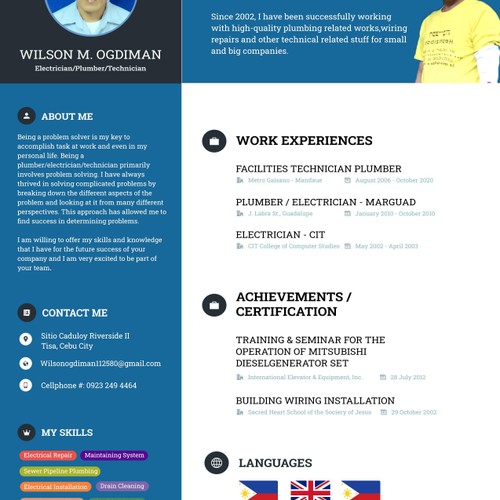 WILSON M. OGDIMAN
Electrician/Plumber/Technician
Since 2002, I have been successfully working
with high-quality plumbing related works,wiring
repairs and other technical related stuff for small
and big companies.
ABOUT ME
Being a problem solver is my key to
accomplish task at work and even in my
personal life. Being a
plumber/electrician/technician primarily
involves problem solving. I have always
thrived in solving complicated problems by
breaking down the different aspects of the
problem and looking at it from many different
perspectives. This approach has allowed me to
find success in determining problems.
I am willing to offer my skills and knowledge
that I have for the future success of your
company and I am very excited to be part of
your team.
CONTACT ME
Sitio Caduloy Riverside II
Tisa, Cebu City
Wilsonogdiman112580@gmail.com
Cellphone #: 0923 249 4464
MY SKILLS
Electrical Repair
Maintaining System
Sewer Pipeline Plumbing
Electrical Installation
Drain Cleaning
WORK EXPERIENCES
FACILITIES TECHNICIAN PLUMBER
Metro Gaisano - Mandaue
August 2006 - October 2020
PLUMBER / ELECTRICIAN - MARGUAD
J. Labra St., Guadalupe
January 2010 - October 2010
ELECTRICIAN - CIT
CIT College of Computer Studies
May 2002 - April 2003
ACHIEVEMENTS /
CERTIFICATION
TRAINING & SEMINAR FOR THE
OPERATION OF MITSUBISHI
DIESELGENERATOR SET
International Elevator & Equipment, Inc.
28 July 2012
BUILDING WIRING INSTALLATION
Sacred Heart School of the Society of Jesus
29 October 2002
LANGUAGES